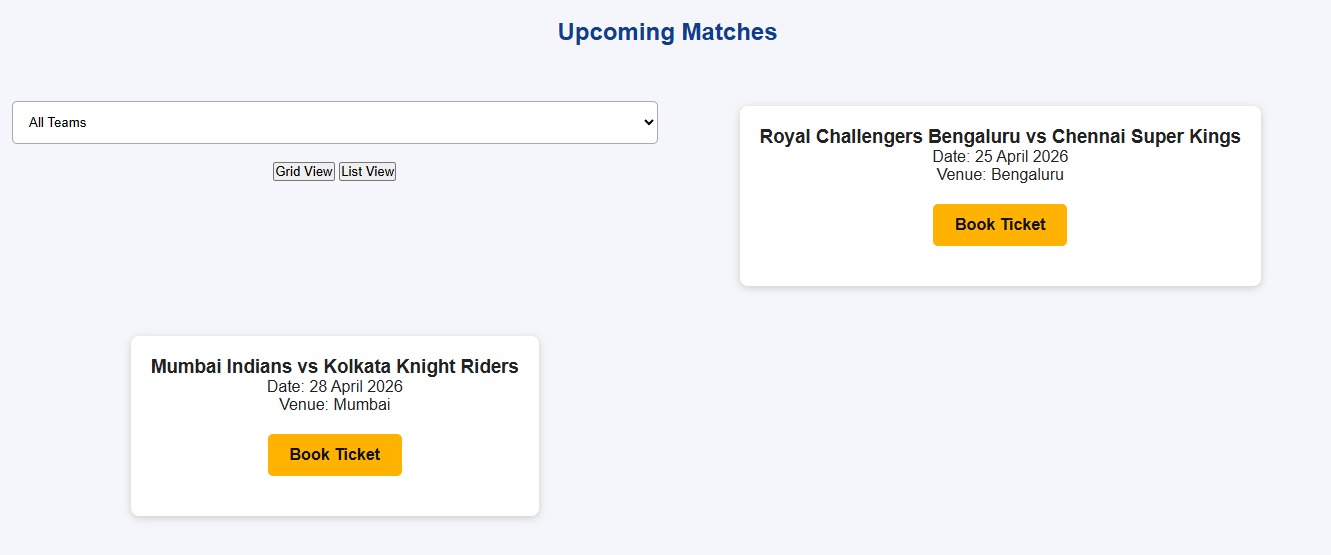 Upcoming Matches
All Teams
Grid View List View
Royal Challengers Bengaluru vs Chennai Super Kings
Date: 25 April 2026
Venue: Bengaluru
Book Ticket
Mumbai Indians vs Kolkata Knight Riders
Date: 28 April 2026
Venue: Mumbai
Book Ticket